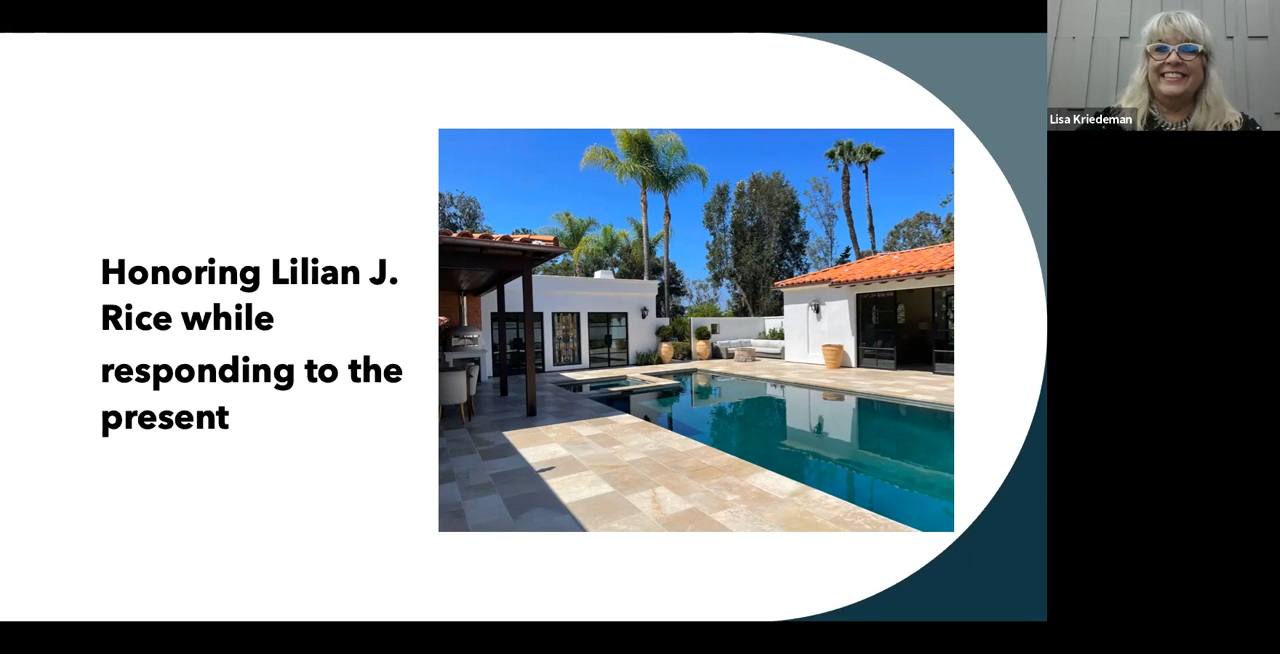 Honoring Lilian J.
Rice while
responding to the
present
Lisa Kriedeman